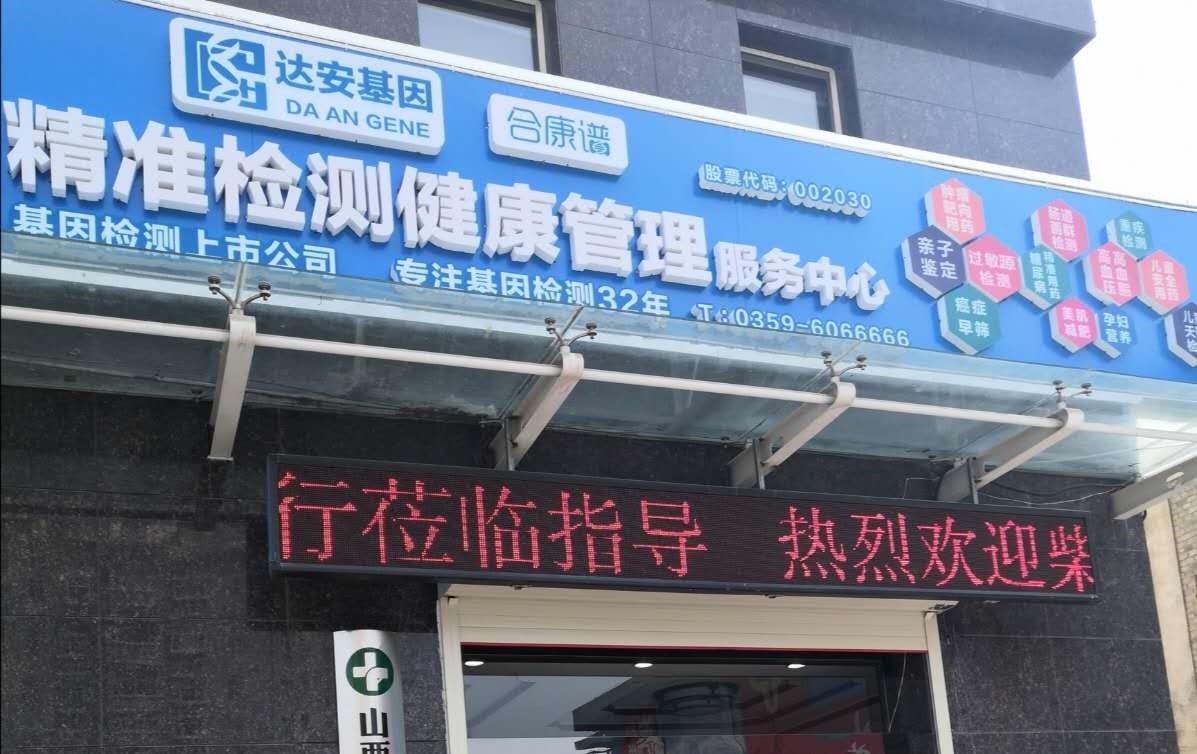 达安基因
DA AN GENE
合康谱
股票代码：002030
精准检测健康管理服务中心
基因检测上市公司
专注基因检测32年
T：0359-6066666
肿瘤靶向用药
肠道菌群检测
重疾检测
亲子鉴定
过敏源检测
精准用药糖尿病
高血压
高血脂
儿童安全用药
癌症早筛
美肌减肥
孕妇营养
行莅临指导 热烈欢迎柴
山西